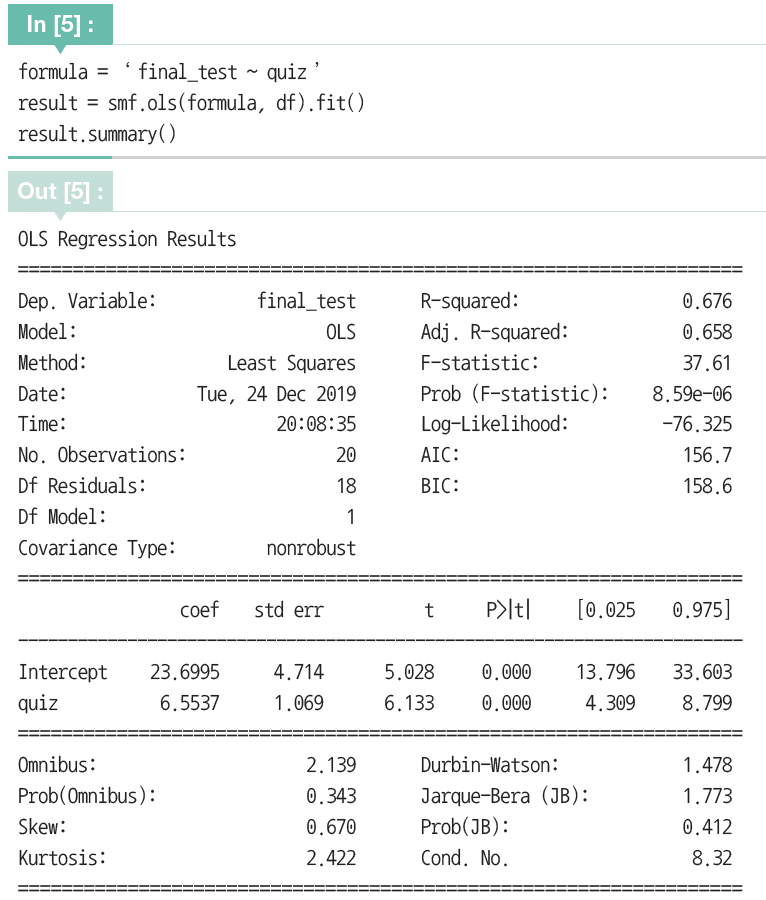 In [5] :
formula = ‘ final_test ~ quiz ’
result = smf.ols(formula, df).fit()
result.summary()
Out [5] :
OLS Regression Results
==========================================================================
Dep. Variable: final_test R-squared: 0.676
Model: OLS Adj. R-squared: 0.658
Method: Least Squares F-statistic: 37.61
Date: Tue, 24 Dec 2019 Prob (F-statistic): 8.59e-06
Time: 20:08:35 Log-Likelihood: -76.325
No. Observations: 20 AIC: 156.7
Df Residuals: 18 BIC: 158.6
Df Model: 1
Covariance Type: nonrobust
==========================================================================
coef std err t P>|t| [0.025 0.975]
--------------------------------------------------------------------------
Intercept 23.6995 4.714 5.028 0.000 13.796 33.603
quiz 6.5537 1.069 6.133 0.000 4.309 8.799
==========================================================================
Omnibus: 2.139 Durbin-Watson: 1.478
Prob(Omnibus): 0.343 Jarque-Bera (JB): 1.773
Skew: 0.670 Prob(JB): 0.412
Kurtosis: 2.422 Cond. No. 8.32
==========================================================================